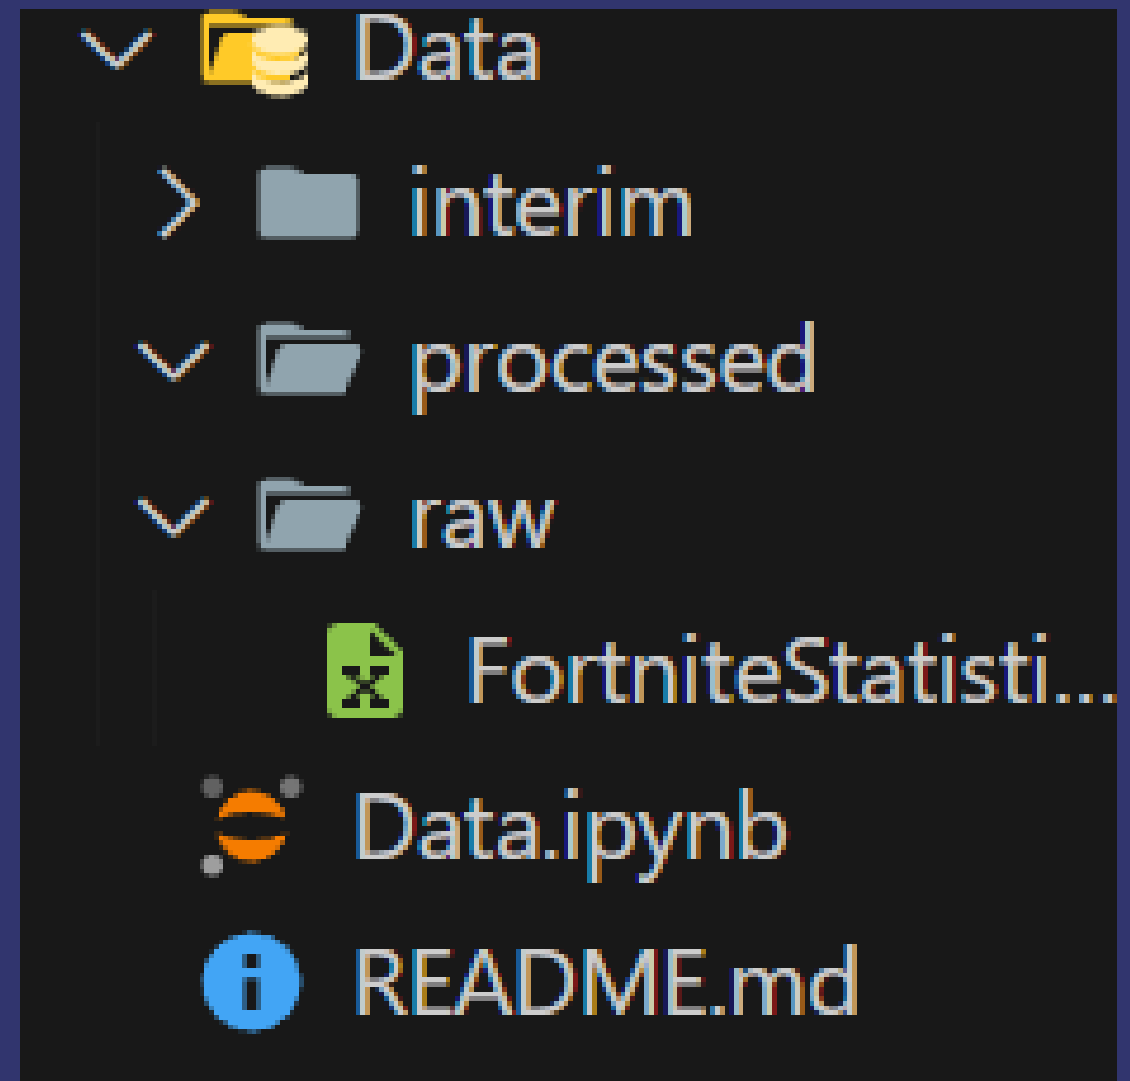 Data
interim
processed
raw
FortniteStatisti...
Data.ipynb
README.md